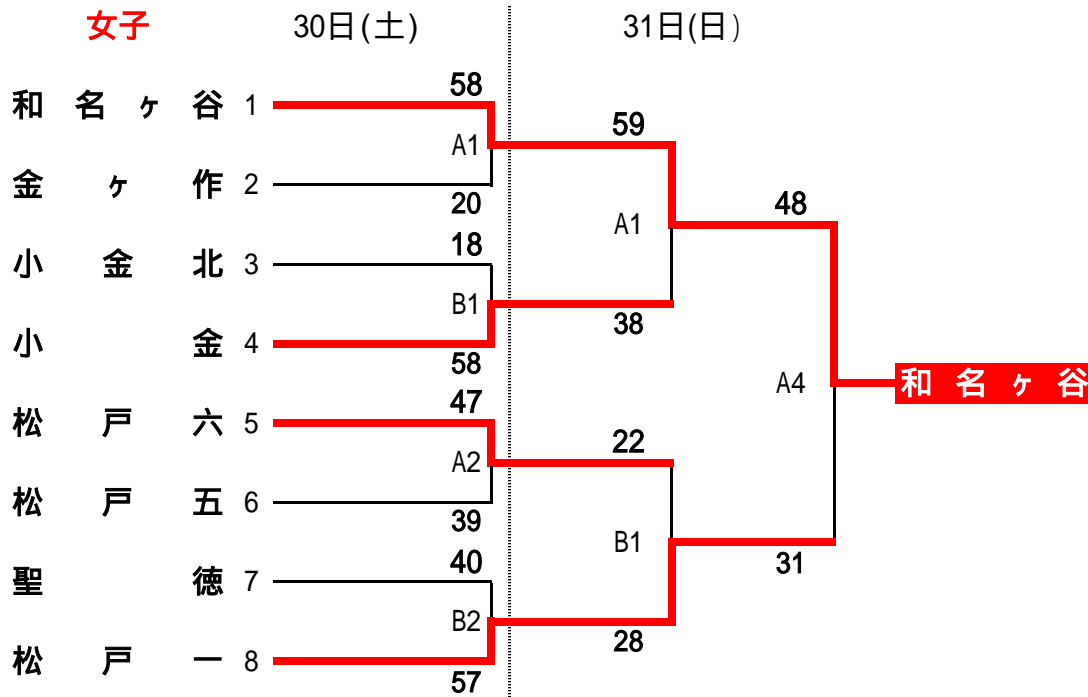 女子 30日(土) 31日(日)
58
和名ヶ谷 1
59
A1
金ヶ作 2
20
48
A1
18
小金北 3
B1
38
小金 4
58
A4 和名ヶ谷
47
松戸六 5
22
A2
松戸五 6
39
B1
31
40
聖徳 7
B2
28
松戸一 8
57